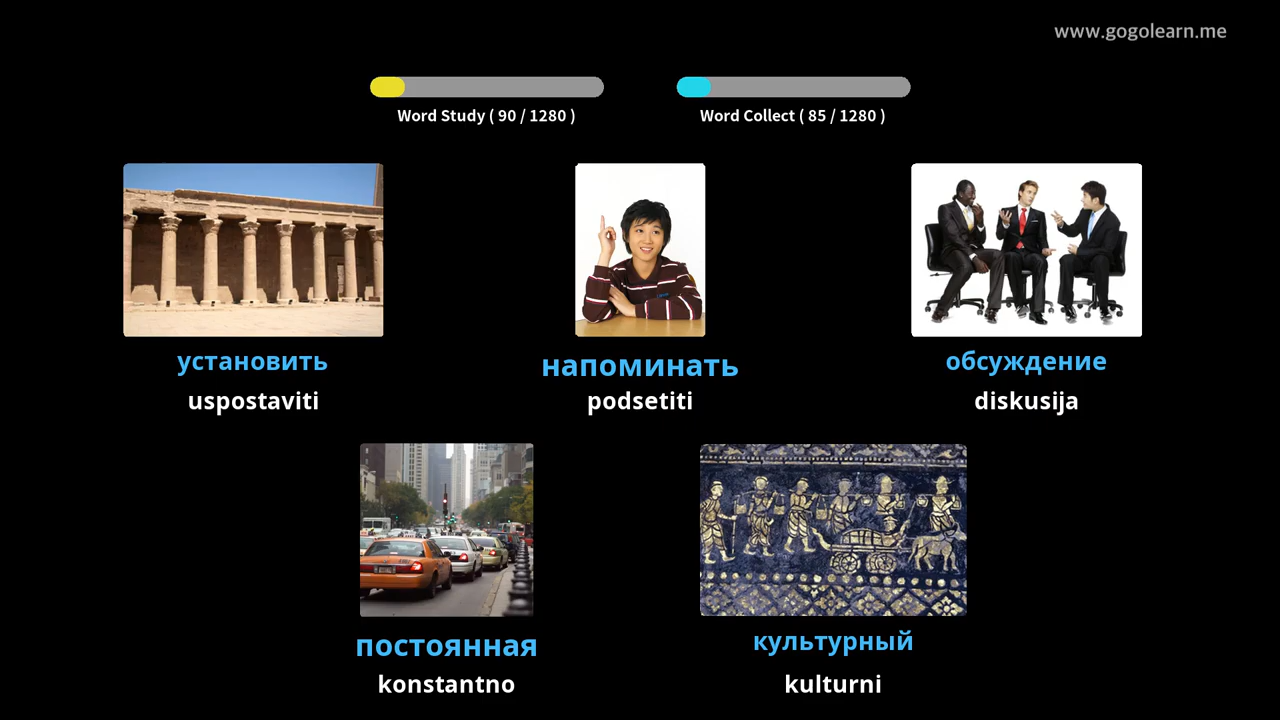 www.gogolearn.me
Word Study ( 90 / 1280 )
Word Collect ( 85 / 1280 )
установить
напоминать
обсуждение
uspostaviti
podsetiti
diskusija
постоянная
культурный
konstantno
kulturni